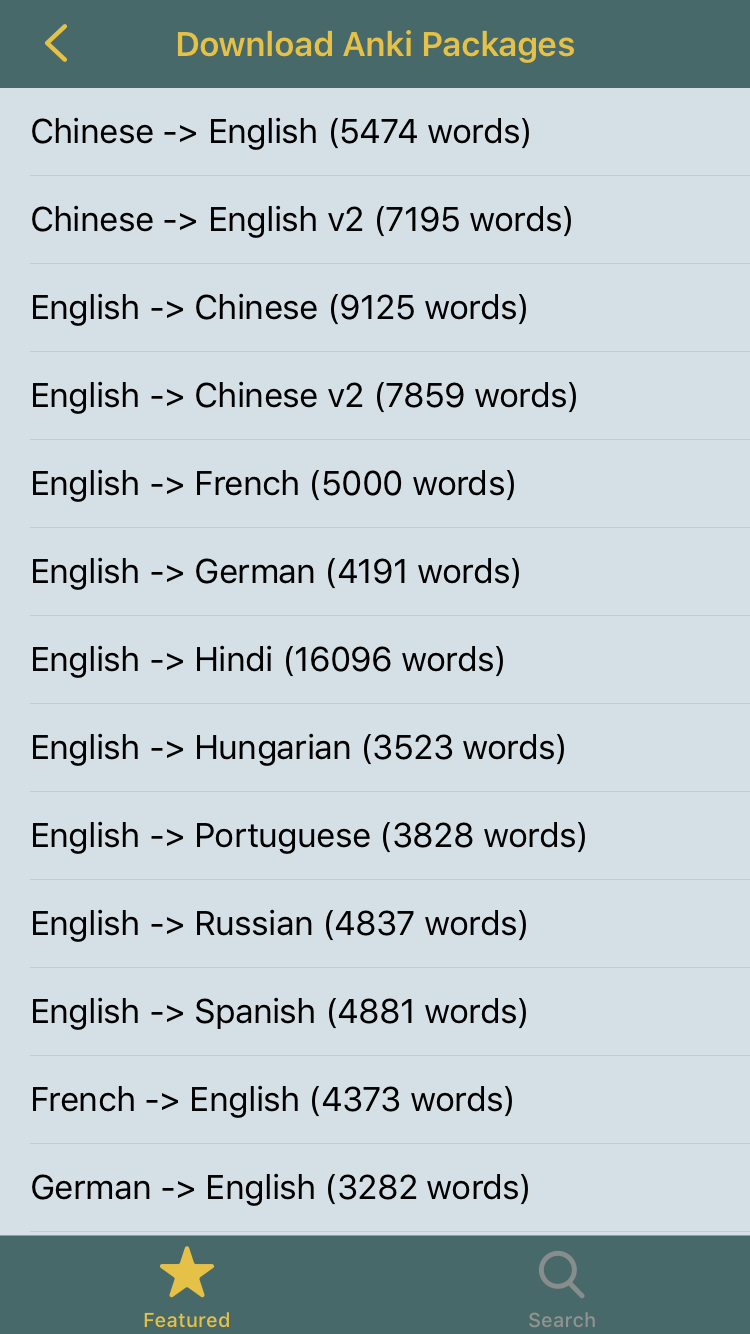 Download Anki Packages
Chinese -> English (5474 words)
Chinese -> English v2 (7195 words)
English -> Chinese (9125 words)
English -> Chinese v2 (7859 words)
English -> French (5000 words)
English -> German (4191 words)
English -> Hindi (16096 words)
English -> Hungarian (3523 words)
English -> Portuguese (3828 words)
English -> Russian (4837 words)
English -> Spanish (4881 words)
French -> English (4373 words)
German -> English (3282 words)
Featured
Search